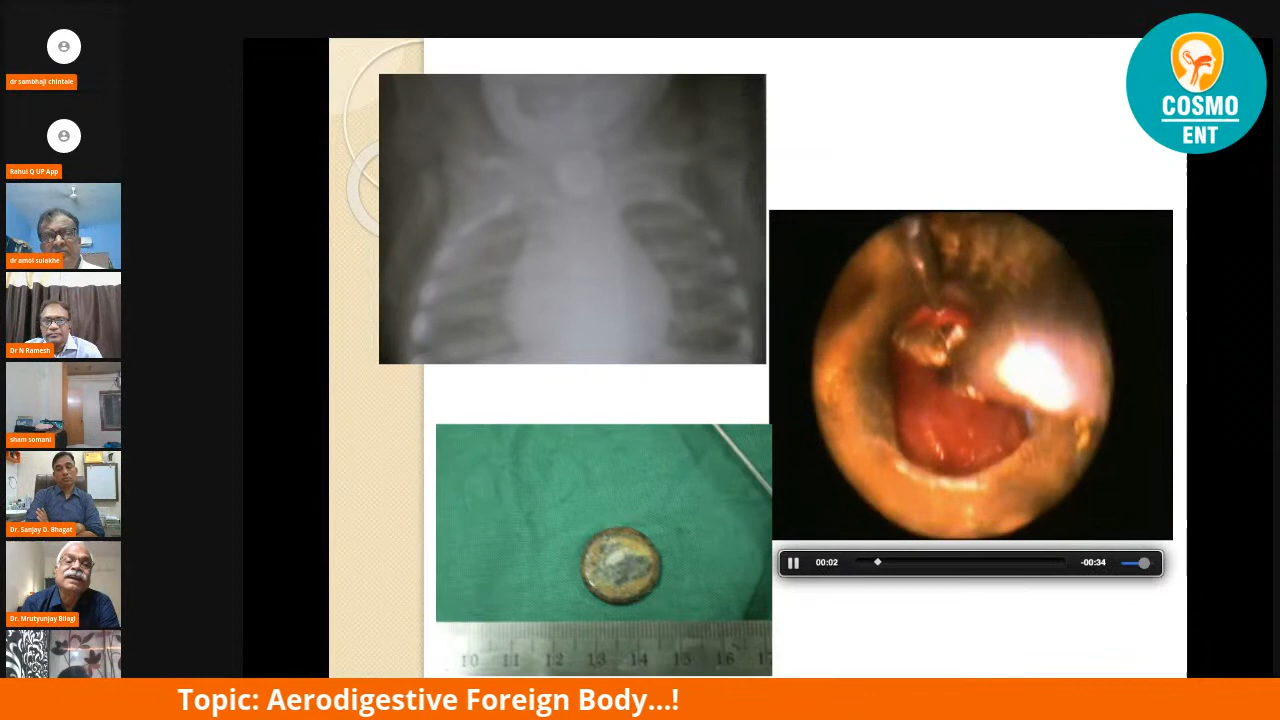 dr sambhaji chintale
Rahul Q UP App
dr amol sulakhe
Dr N Ramesh
sham somani
Dr. Sanjay D. Bhagat
Dr. Mrutyunjay Bilagi
COSMO
ENT
00:02
-00:34
10 11 12 13 14 15 16 17
Topic: Aerodigestive Foreign Body...!